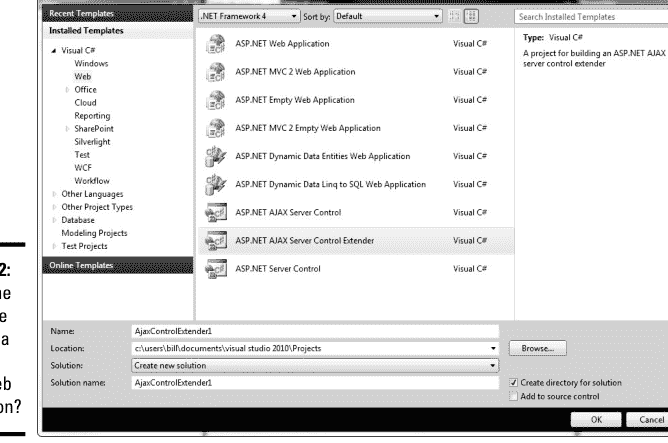 Recent Templates
.NET Framework 4
Sort by: Default
Search Installed Templates
Installed Templates
Visual C#
Windows
Web
Office
Cloud
Reporting
SharePoint
Silverlight
Test
WCF
Workflow
Other Languages
Other Project Types
Database
Modeling Projects
Test Projects
Online Templates
ASP.NET Web Application Visual C#
ASP.NET MVC 2 Web Application Visual C#
ASP.NET Empty Web Application Visual C#
ASP.NET MVC 2 Empty Web Application Visual C#
ASP.NET Dynamic Data Entities Web Application Visual C#
ASP.NET Dynamic Data Linq to SQL Web Application Visual C#
ASP.NET AJAX Server Control Visual C#
ASP.NET AJAX Server Control Extender Visual C#
ASP.NET Server Control Visual C#
Type: Visual C#
A project for building an ASP.NET AJAX
server control extender
2:
ne
e
a
eb
on?
Name: AjaxControlExtender1
Location: c:\users\bill\documents\visual studio 2010\Projects
Browse...
Solution: Create new solution
Solution name: AjaxControlExtender1
Create directory for solution
Add to source control
OK
Cancel